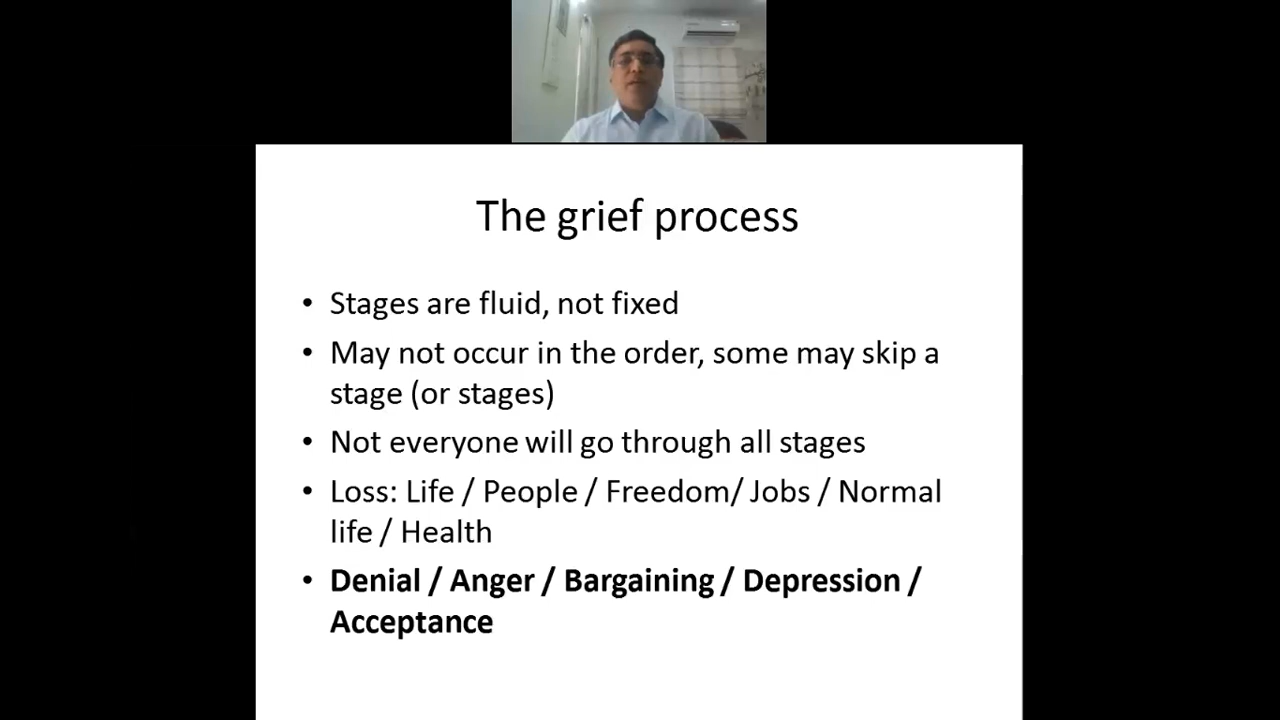 The grief process
• Stages are fluid, not fixed
• May not occur in the order, some may skip a
stage (or stages)
• Not everyone will go through all stages
• Loss: Life / People / Freedom/ Jobs / Normal
life / Health
• Denial / Anger / Bargaining / Depression /
Acceptance